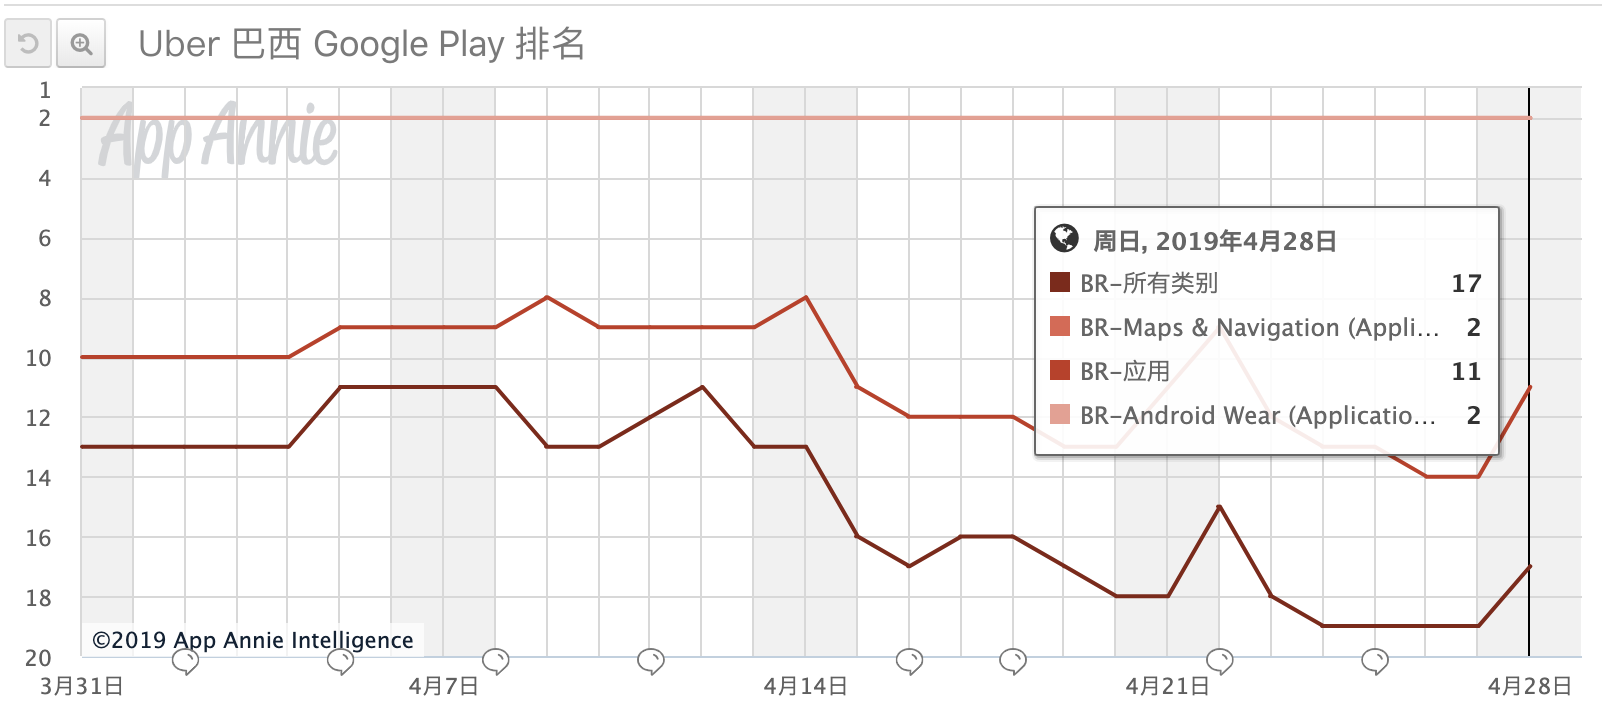 Uber 巴西 Google Play 排名
1
2
4
6
8
10
12
14
16
18
20
App Annie
周日, 2019年4月28日
BR-所有类别 17
BR-Maps & Navigation (Appli... 2
BR-应用 11
BR-Android Wear (Applicatio... 2
©2019 App Annie Intelligence
3月31日 4月7日 4月14日 4月21日 4月28日